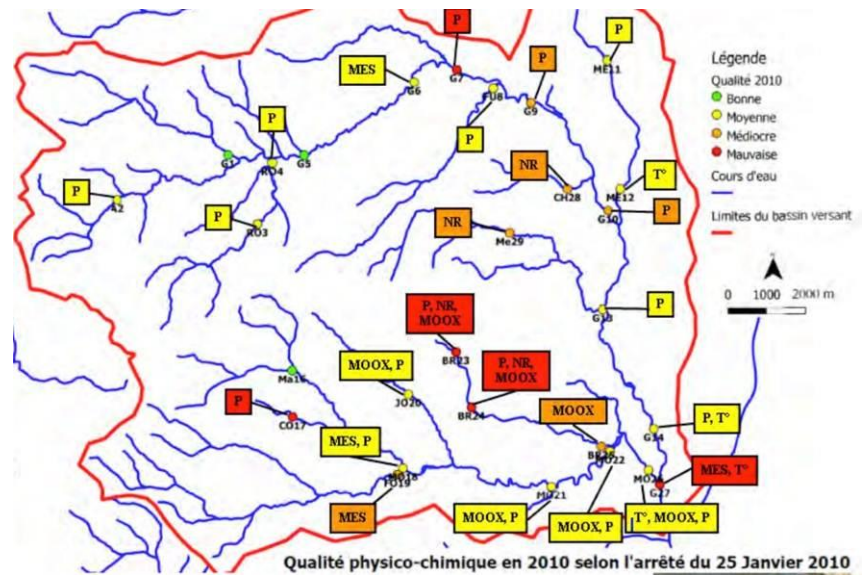 P
P
P
MES
G7
ME11
G6
FU8
G9
P
P
NR
T°
G1
G5
RO4
P
CH28
ME12
A2
P
NR
G10
P
RO3
Me29
P
G13
P, NR,
MOOX
MOOX, P
BR23
P, NR,
MOOX
Ma16
P
JO20
BR24
MOOX
CO17
P, T°
MES, P
G14
MO22
MES, T°
G27
MES
MOOX, P
MOOX, P
T°, MOOX, P
Légende
Qualité 2010
Bonne
Moyenne
Médiocre
Mauvaise
Cours d'eau
Limites du bassin versant
0 1000 2000 m
Qualité physico-chimique en 2010 selon l'arrêté du 25 Janvier 2010